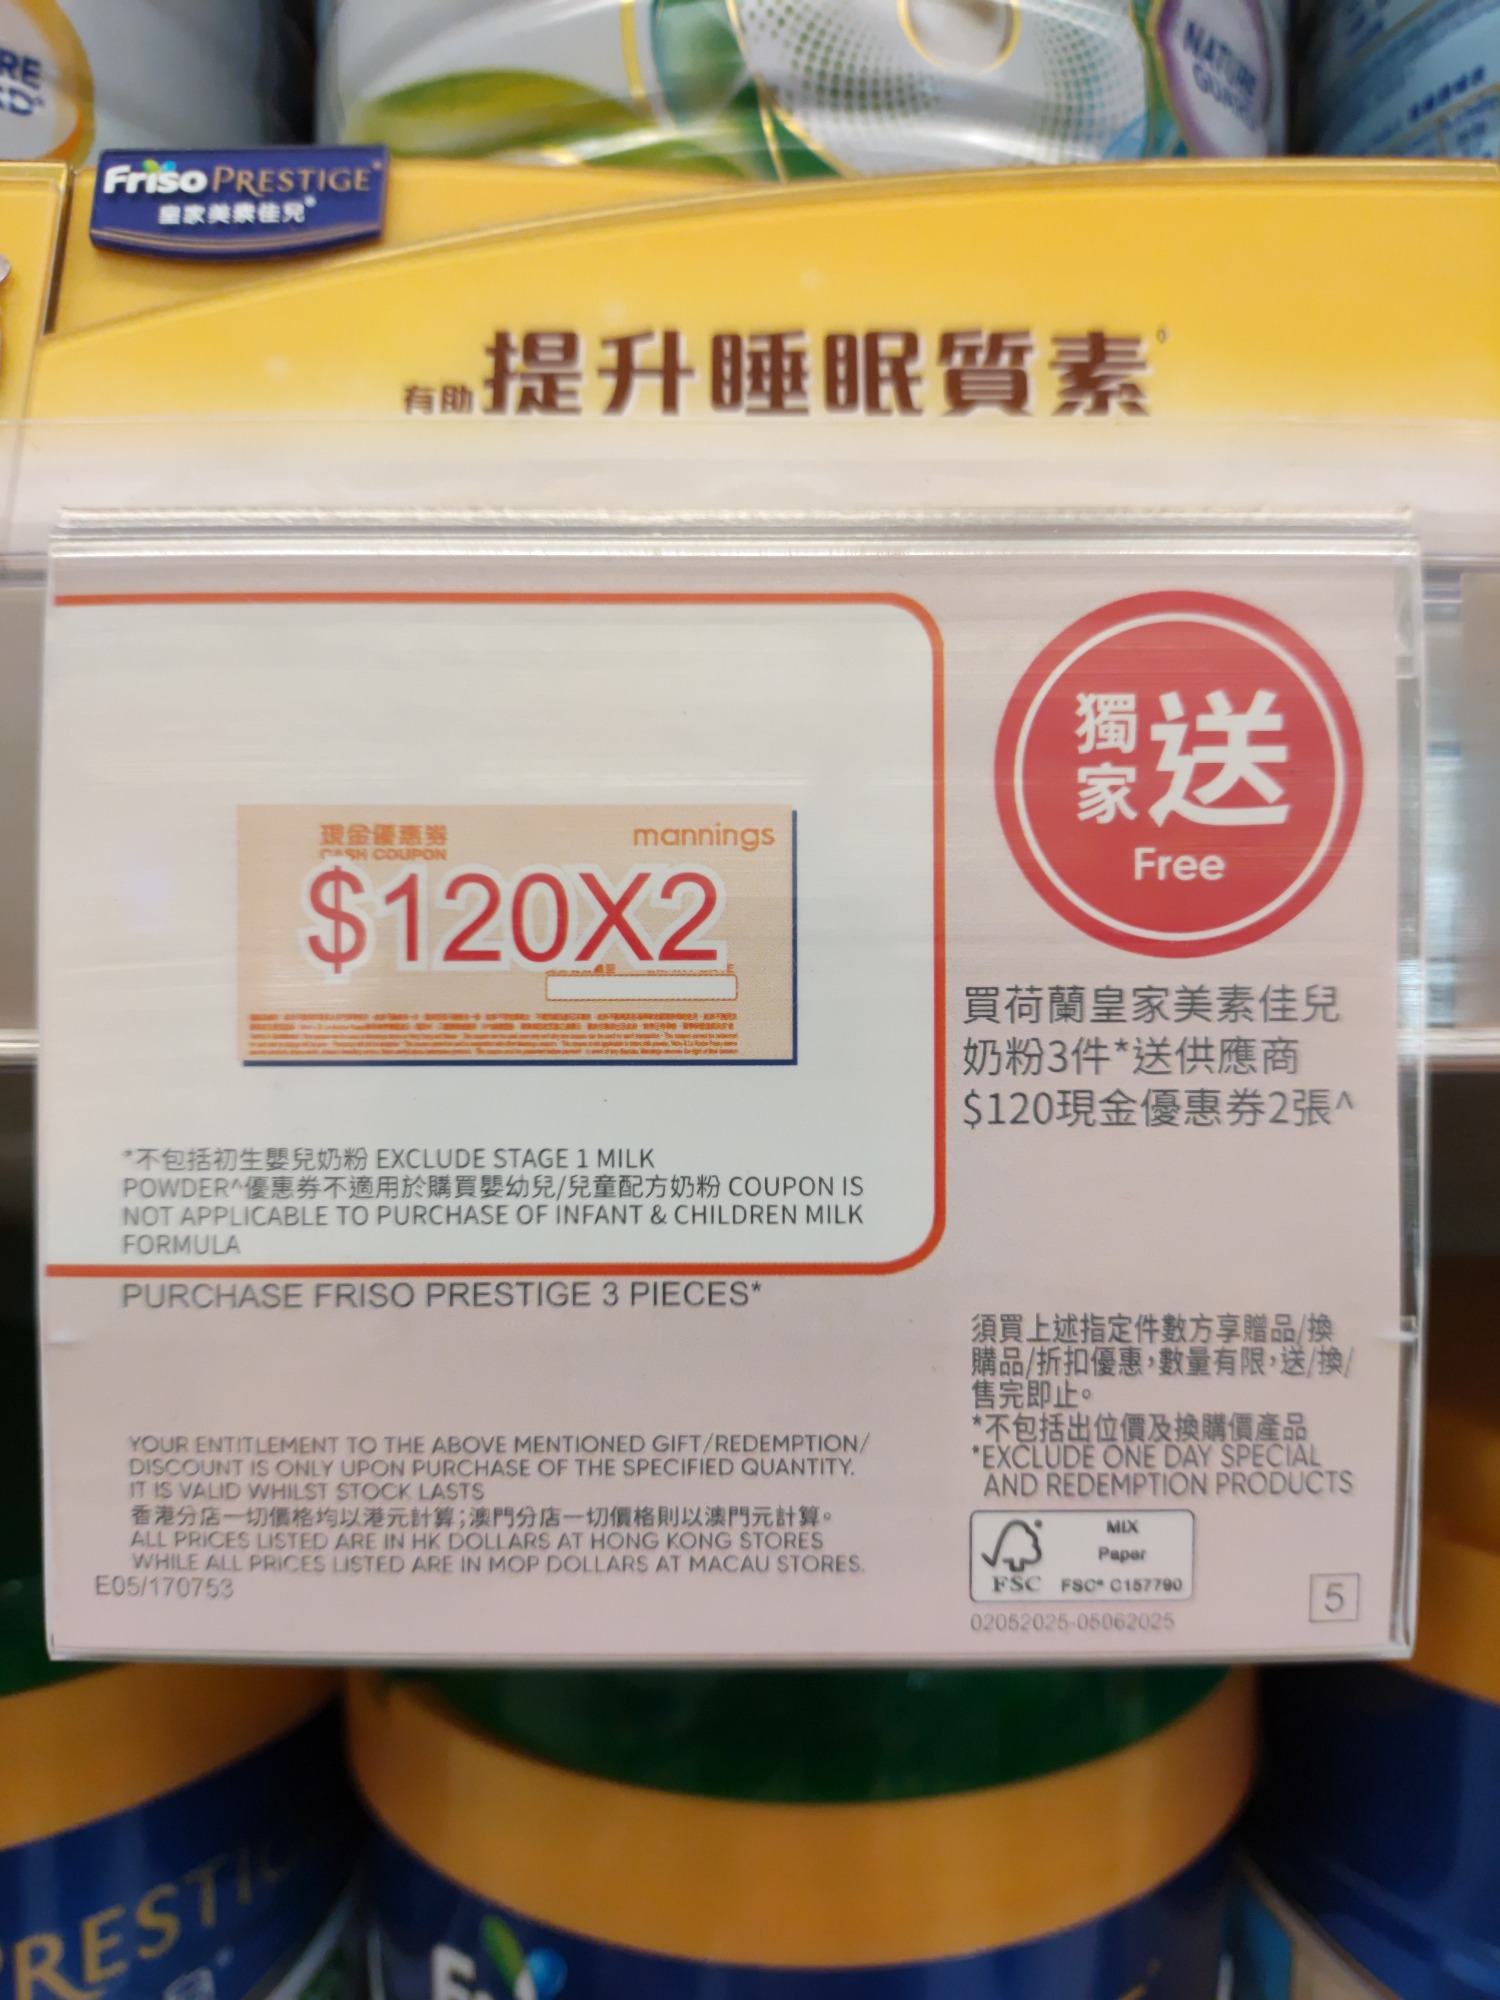 RE
NATURE
GUARD
Friso PRESTIGE®
皇家美素佳兒®
有助提升睡眠質素◊
現金優惠券
CASH COUPON
mannings
$120X2
獨家送
Free
買荷蘭皇家美素佳兒
奶粉3件*送供應商
$120現金優惠券2張^
*不包括初生嬰兒奶粉 EXCLUDE STAGE 1 MILK
POWDER^優惠券不適用於購買嬰幼兒/兒童配方奶粉 COUPON IS
NOT APPLICABLE TO PURCHASE OF INFANT & CHILDREN MILK
FORMULA
PURCHASE FRISO PRESTIGE 3 PIECES*
須買上述指定件數方享贈品/換
購品/折扣優惠，數量有限，送/換/
售完即止。
*不包括出位價及換購價產品
*EXCLUDE ONE DAY SPECIAL
AND REDEMPTION PRODUCTS
YOUR ENTITLEMENT TO THE ABOVE MENTIONED GIFT/REDEMPTION/
DISCOUNT IS ONLY UPON PURCHASE OF THE SPECIFIED QUANTITY.
IT IS VALID WHILST STOCK LASTS
香港分店一切價格均以港元計算；澳門分店一切價格則以澳門元計算。
ALL PRICES LISTED ARE IN HK DOLLARS AT HONG KONG STORES
WHILE ALL PRICES LISTED ARE IN MOP DOLLARS AT MACAU STORES.
E05/170753
MIX
Paper
FSC
FSC® C157790
02052025-05062025
5